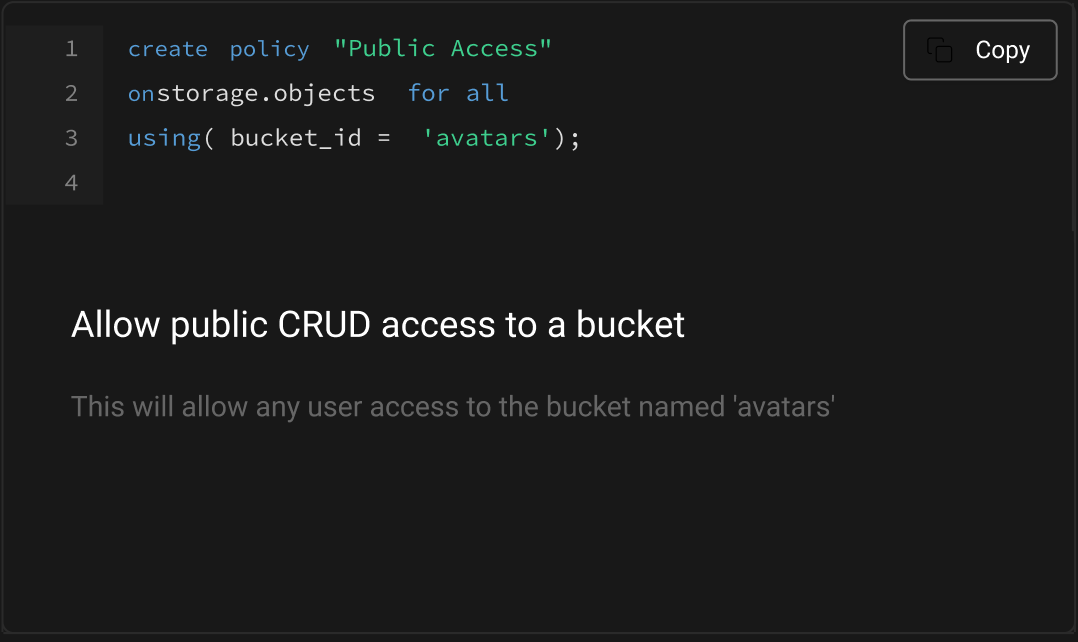 1 create policy "Public Access"
Copy
2 onstorage.objects for all
3 using( bucket_id = 'avatars');
4
Allow public CRUD access to a bucket
This will allow any user access to the bucket named 'avatars'